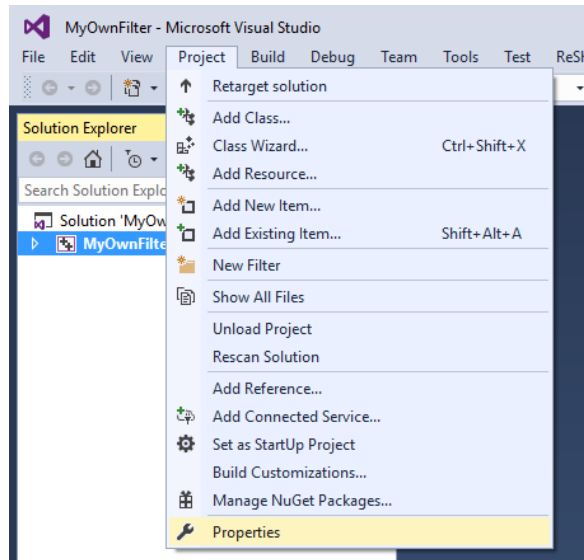 MyOwnFilter - Microsoft Visual Studio
File Edit View Project Build Debug Team Tools Test ReSh
Retarget solution
Solution Explorer
Add Class...
Class Wizard... Ctrl+Shift+X
Add Resource...
Search Solution Explo
Add New Item...
Solution 'MyOw
Add Existing Item... Shift+Alt+A
MyOwnFilte
New Filter
Show All Files
Unload Project
Rescan Solution
Add Reference...
Add Connected Service...
Set as StartUp Project
Build Customizations...
Manage NuGet Packages...
Properties